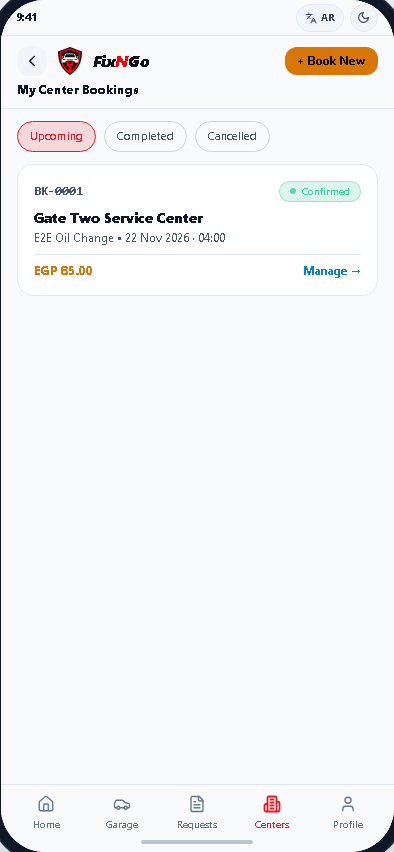 9:41
AR
FixNGo
+ Book New
My Center Bookings
Upcoming
Completed
Cancelled
BK-0001
Confirmed
Gate Two Service Center
E2E Oil Change • 22 Nov 2026 · 04:00
EGP 85.00
Manage →
Home
Garage
Requests
Centers
Profile